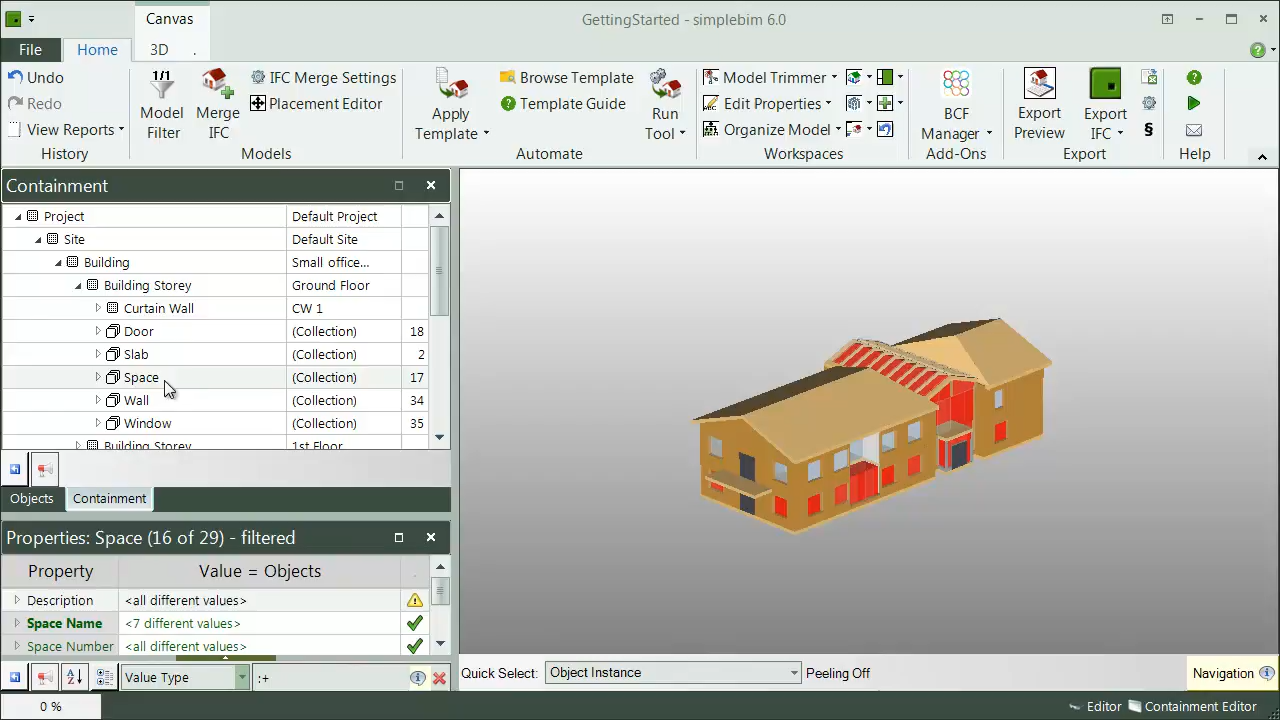 Canvas
GettingStarted - simplebim 6.0
File
Home
3D
Undo
Redo
View Reports
History
Model Filter
Merge IFC
IFC Merge Settings
Placement Editor
Models
Apply Template
Browse Template
Template Guide
Run Tool
Automate
Model Trimmer
Edit Properties
Organize Model
Workspaces
BCF Manager
Add-Ons
Export Preview
Export IFC
Export
Help
Containment
Project Default Project
Site Default Site
Building Small office...
Building Storey Ground Floor
Curtain Wall CW 1
Door (Collection) 18
Slab (Collection) 2
Space (Collection) 17
Wall (Collection) 34
Window (Collection) 35
Building Storey 1st Floor
Objects
Containment
Properties: Space (16 of 29) - filtered
Property Value = Objects
Description <all different values>
Space Name <7 different values>
Space Number <all different values>
Value Type
:+
Quick Select:
Object Instance
Peeling Off
Navigation
0 %
Editor
Containment Editor